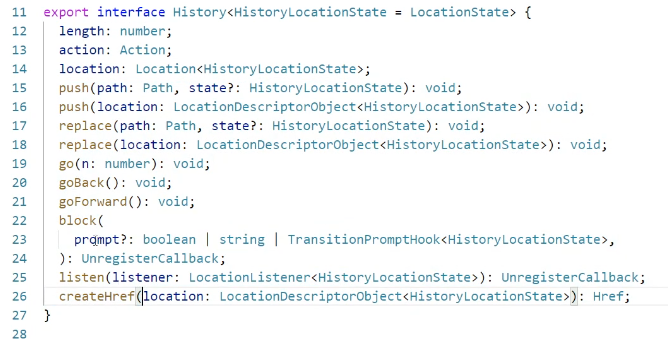 11 export interface History<HistoryLocationState = LocationState> {
12 length: number;
13 action: Action;
14 location: Location<HistoryLocationState>;
15 push(path: Path, state?: HistoryLocationState): void;
16 push(location: LocationDescriptorObject<HistoryLocationState>): void;
17 replace(path: Path, state?: HistoryLocationState): void;
18 replace(location: LocationDescriptorObject<HistoryLocationState>): void;
19 go(n: number): void;
20 goBack(): void;
21 goForward(): void;
22 block(
23 prompt?: boolean | string | TransitionPromptHook<HistoryLocationState>,
24 ): UnregisterCallback;
25 listen(listener: LocationListener<HistoryLocationState>): UnregisterCallback;
26 createHref(location: LocationDescriptorObject<HistoryLocationState>): Href;
27 }
28